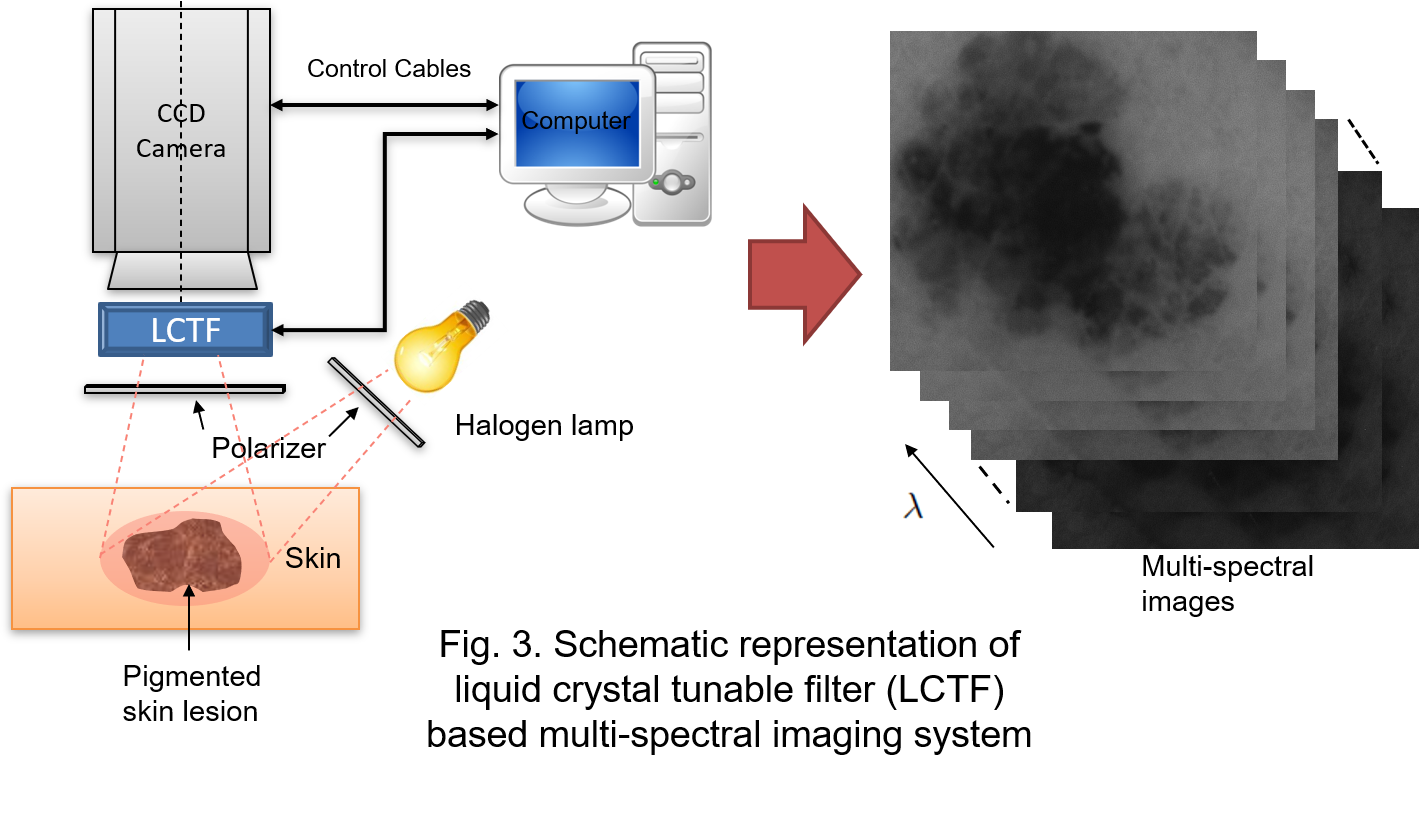 CCD
Camera
Control Cables
Computer
LCTF
Polarizer
Halogen lamp
Skin
Pigmented
skin lesion
λ
Multi-spectral
images
Fig. 3. Schematic representation of
liquid crystal tunable filter (LCTF)
based multi-spectral imaging system